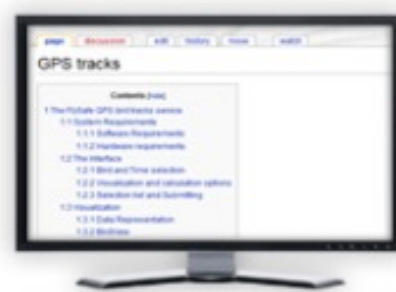 page discussion edit history move watch
GPS tracks
Contents [hide]
1 The FlySafe GPS bird tracks service
1.1 System Requirements
1.1.1 Software Requirements
1.1.2 Hardware requirements
1.2 The Interface
1.2.1 Bird and Time selection
1.2.2 Visualization and calculation options
1.2.3 Selection list and Submitting
1.3 Visualization
1.3.1 Data Representation
1.3.2 BirdView